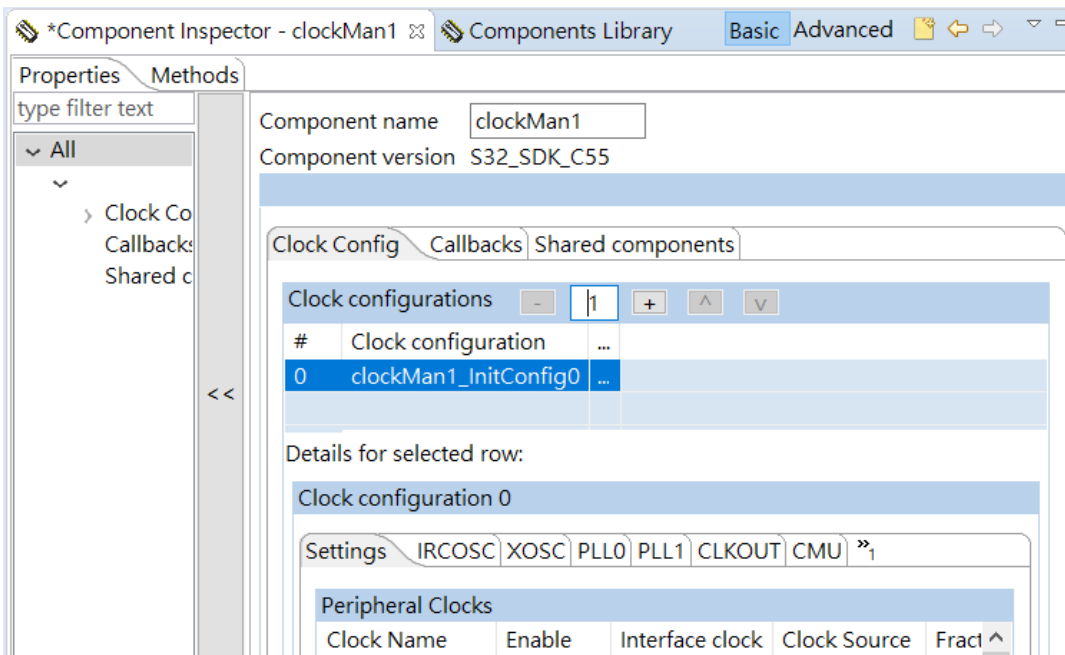 *Component Inspector - clockMan1 Components Library Basic Advanced
Properties Methods
type filter text
All
Clock Co
Callbacks
Shared c
<<
Component name clockMan1
Component version S32_SDK_C55
Clock Config Callbacks Shared components
Clock configurations - 1 + ^ v
# Clock configuration ...
0 clockMan1_InitConfig0 ...
Details for selected row:
Clock configuration 0
Settings IRCOSC XOSC PLL0 PLL1 CLKOUT CMU »1
Peripheral Clocks
Clock Name Enable Interface clock Clock Source Fract